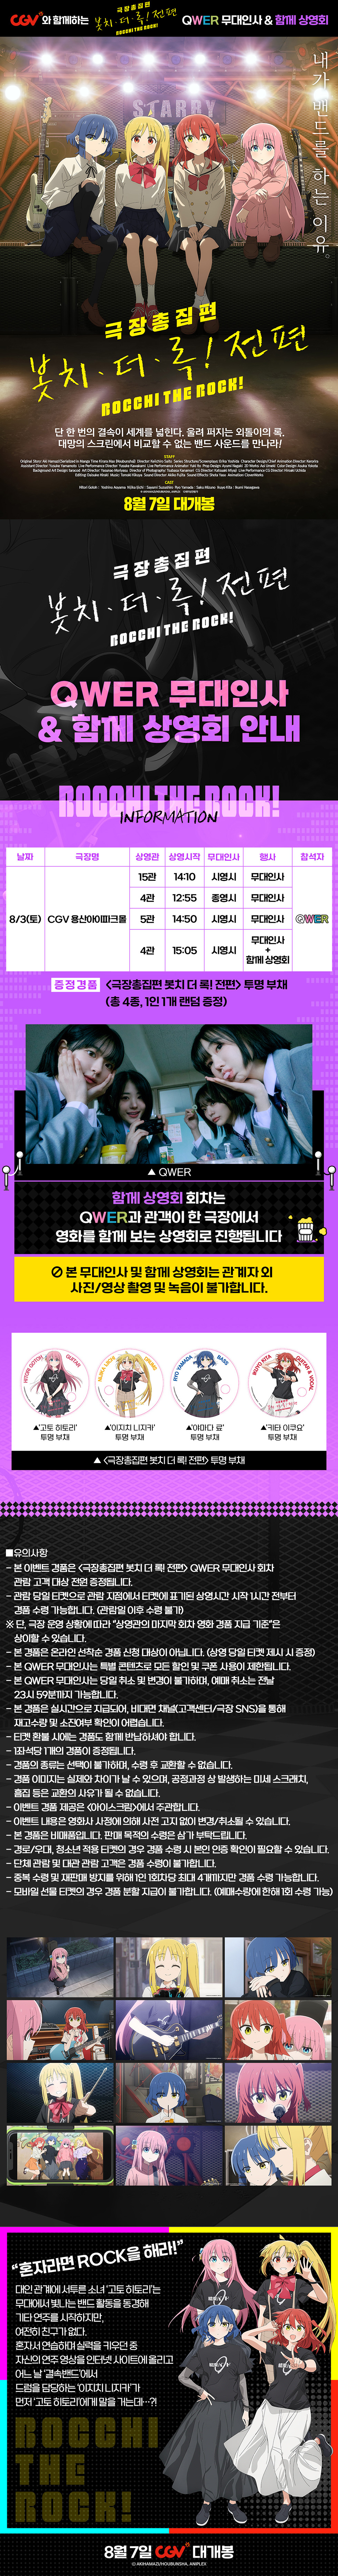 CGV와 함께하는 극장총집편 봇치·더·록! 전편 BOCCHI THE ROCK! QWER 무대인사 & 함께 상영회
STARRY
내가 밴드를 하는 이유。
극장총집편
봇치·더·록! 전편
BOCCHI THE ROCK!
단 한 번의 결속이 세계를 넓힌다. 울려 퍼지는 외톨이의 록.
대망의 스크린에서 비교할 수 없는 밴드 사운드를 만나라!
STAFF
CAST
8월 7일 대개봉
극장총집편
봇치·더·록! 전편
BOCCHI THE ROCK!
QWER 무대인사
& 함께 상영회 안내
BOCCHI THE ROCK!
INFORMATION
날짜 극장명 상영관 상영시작 무대인사 행사 참석자
15관 14:10 시영시 무대인사
4관 12:55 종영시 무대인사
8/3(토) CGV 용산아이파크몰 5관 14:50 시영시 무대인사 QWER
4관 15:05 시영시 무대인사
+
함께 상영회
증정경품 <극장총집편 봇치 더 록! 전편> 투명 부채
(총 4종, 1인 1개 랜덤 증정)
▲ QWER
함께 상영회 회차는
QWER과 관객이 한 극장에서
영화를 함께 보는 상영회로 진행됩니다
⊘ 본 무대인사 및 함께 상영회는 관계자 외
사진/영상 촬영 및 녹음이 불가합니다.
HITORI GOTOH GUITAR
NIJIKA IJICHI DRUMS
RYO YAMADA BASS
IKUYO KITA GUITAR & VOCAL
▲'고토 히토리' ▲'이지치 니지카' ▲'야마다 료' ▲'키타 이쿠요'
투명 부채 투명 부채 투명 부채 투명 부채
▲ <극장총집편 봇치 더 록! 전편> 투명 부채
■유의사항
- 본 이벤트 경품은 <극장총집편 봇치 더 록! 전편> QWER 무대인사 회차
관람 고객 대상 전원 증정됩니다.
- 관람 당일 티켓으로 관람 지점에서 티켓에 표기된 상영시간 시작 1시간 전부터
경품 수령 가능합니다. (관람일 이후 수령 불가)
※ 단, 극장 운영 상황에 따라 "상영관의 마지막 회차 영화 경품 지급 기준"은
상이할 수 있습니다.
- 본 경품은 온라인 선착순 경품 신청 대상이 아닙니다. (상영 당일 티켓 제시 시 증정)
- 본 QWER 무대인사는 특별 콘텐츠로 모든 할인 및 쿠폰 사용이 제한됩니다.
- 본 QWER 무대인사는 당일 취소 및 변경이 불가하며, 예매 취소는 전날
23시 59분까지 가능합니다.
- 본 경품은 실시간으로 지급되어, 비대면 채널(고객센터/극장 SNS)을 통해
재고수량 및 소진여부 확인이 어렵습니다.
- 티켓 환불 시에는 경품도 함께 반납하셔야 합니다.
- 1좌석당 1개의 경품이 증정됩니다.
- 경품의 종류는 선택이 불가하며, 수령 후 교환할 수 없습니다.
- 경품 이미지는 실제와 차이가 날 수 있으며, 공정과정 상 발생하는 미세 스크래치,
흠집 등은 교환의 사유가 될 수 없습니다.
- 이벤트 경품 제공은 <아이스크림>에서 주관합니다.
- 이벤트 내용은 영화사 사정에 의해 사전 고지 없이 변경/취소될 수 있습니다.
- 본 경품은 비매품입니다. 판매 목적의 수령은 삼가 부탁드립니다.
- 경로/우대, 청소년 적용 티켓의 경우 경품 수령 시 본인 인증 확인이 필요할 수 있습니다.
- 단체 관람 및 대관 관람 고객은 경품 수령이 불가합니다.
- 중복 수령 및 재판매 방지를 위해 1인 1회차당 최대 4개까지만 경품 수령 가능합니다.
- 모바일 선물 티켓의 경우 경품 분할 지급이 불가합니다. (예매수량에 한해 1회 수령 가능)
"혼자라면 ROCK을 해라!"
대인 관계에 서투른 소녀 '고토 히토리'는
무대에서 빛나는 밴드 활동을 동경해
기타 연주를 시작하지만,
여전히 친구가 없다.
혼자서 연습하며 실력을 키우던 중
자신의 연주 영상을 인터넷 사이트에 올리고
어느 날 '결속밴드'에서
드럼을 담당하는 '이지치 니지카'가
먼저 '고토 히토리'에게 말을 거는데…?!
BOCCHI
THE
ROCK!
8월 7일 CGV 대개봉
© AKIHAMAZI/HOUBUNSHA, ANIPLEX